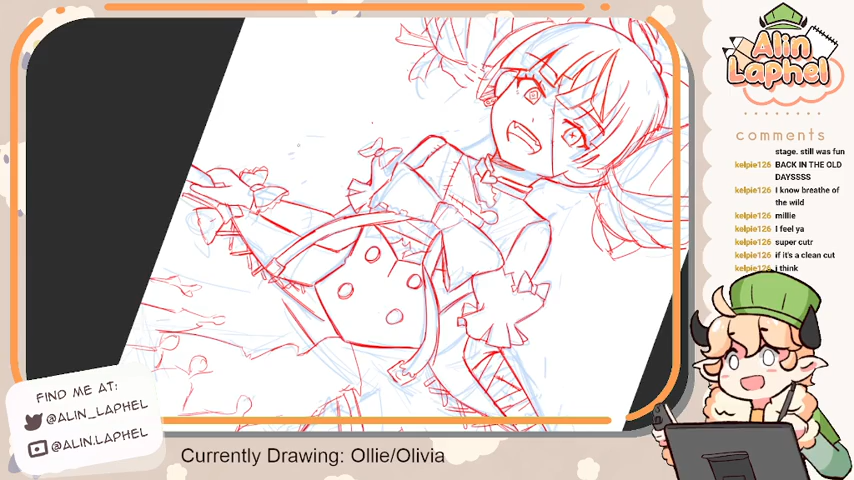 Alin
Laphel
comments
stage. still was fun
kelpie126 BACK IN THE OLD
DAYSSSS
kelpie126 I know breathe of
the wild
kelpie126 millie
kelpie126 I feel ya
kelpie126 super cutr
kelpie126 if it's a clean cut
kelpie126 i think
FIND ME AT:
@ALIN_LAPHEL
@ALIN.LAPHEL
Currently Drawing: Ollie/Olivia